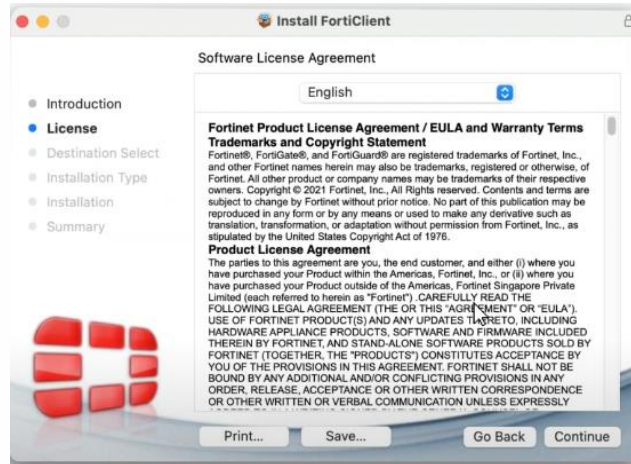 Install FortiClient
Software License Agreement
English
Introduction
License
Destination Select
Installation Type
Installation
Summary
Fortinet Product License Agreement / EULA and Warranty Terms
Trademarks and Copyright Statement
Fortinet®, FortiGate®, and FortiGuard® are registered trademarks of Fortinet, Inc.,
and other Fortinet names herein may also be trademarks, registered or otherwise, of
Fortinet. All other product or company names may be trademarks of their respective
owners. Copyright © 2021 Fortinet, Inc., All Rights reserved. Contents and terms are
subject to change by Fortinet without prior notice. No part of this publication may be
reproduced in any form or by any means or used to make any derivative such as
translation, transformation, or adaptation without permission from Fortinet, Inc., as
stipulated by the United States Copyright Act of 1976.
Product License Agreement
The parties to this agreement are you, the end customer, and either (i) where you
have purchased your Product within the Americas, Fortinet, Inc., or (ii) where you
have purchased your Product outside of the Americas, Fortinet Singapore Private
Limited (each referred to herein as "Fortinet") .CAREFULLY READ THE
FOLLOWING LEGAL AGREEMENT (THE OR THIS "AGREEMENT" OR "EULA").
USE OF FORTINET PRODUCT(S) AND ANY UPDATES THERETO, INCLUDING
HARDWARE APPLIANCE PRODUCTS, SOFTWARE AND FIRMWARE INCLUDED
THEREIN BY FORTINET, AND STAND-ALONE SOFTWARE PRODUCTS SOLD BY
FORTINET (TOGETHER, THE "PRODUCTS") CONSTITUTES ACCEPTANCE BY
YOU OF THE PROVISIONS IN THIS AGREEMENT. FORTINET SHALL NOT BE
BOUND BY ANY ADDITIONAL AND/OR CONFLICTING PROVISIONS IN ANY
ORDER, RELEASE, ACCEPTANCE OR OTHER WRITTEN CORRESPONDENCE
OR OTHER WRITTEN OR VERBAL COMMUNICATION UNLESS EXPRESSLY
Print...
Save...
Go Back
Continue